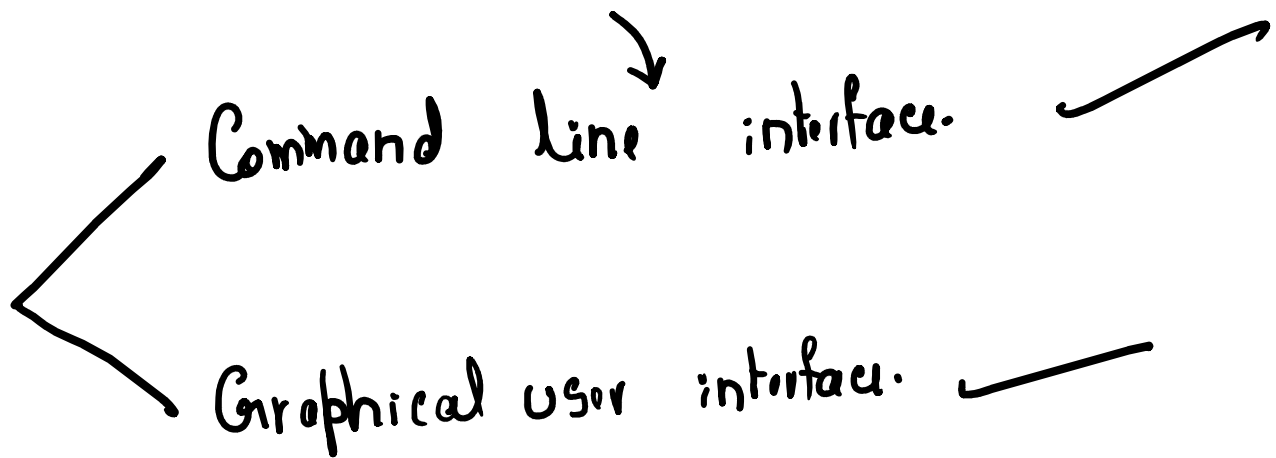 Command line interface.
Graphical user interface.